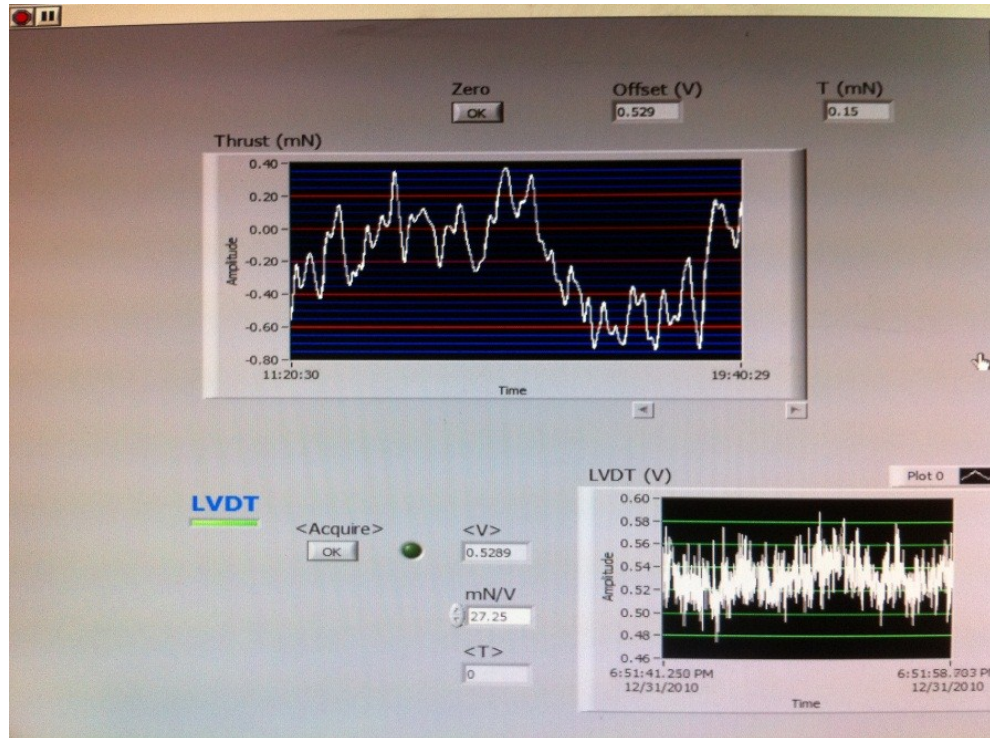 Zero
Offset (V)
T (mN)
OK
0.529
0.15
Thrust (mN)
0.40
0.20
0.00
-0.20
-0.40
-0.60
-0.80
Amplitude
11:20:30
19:40:29
Time
LVDT
<Acquire>
OK
<V>
0.5289
mN/V
27.25
<T>
0
LVDT (V)
Plot 0
0.60
0.58
0.56
0.54
0.52
0.50
0.48
0.46
Amplitude
6:51:41.250 PM
12/31/2010
6:51:58.703 P
12/31/2010
Time